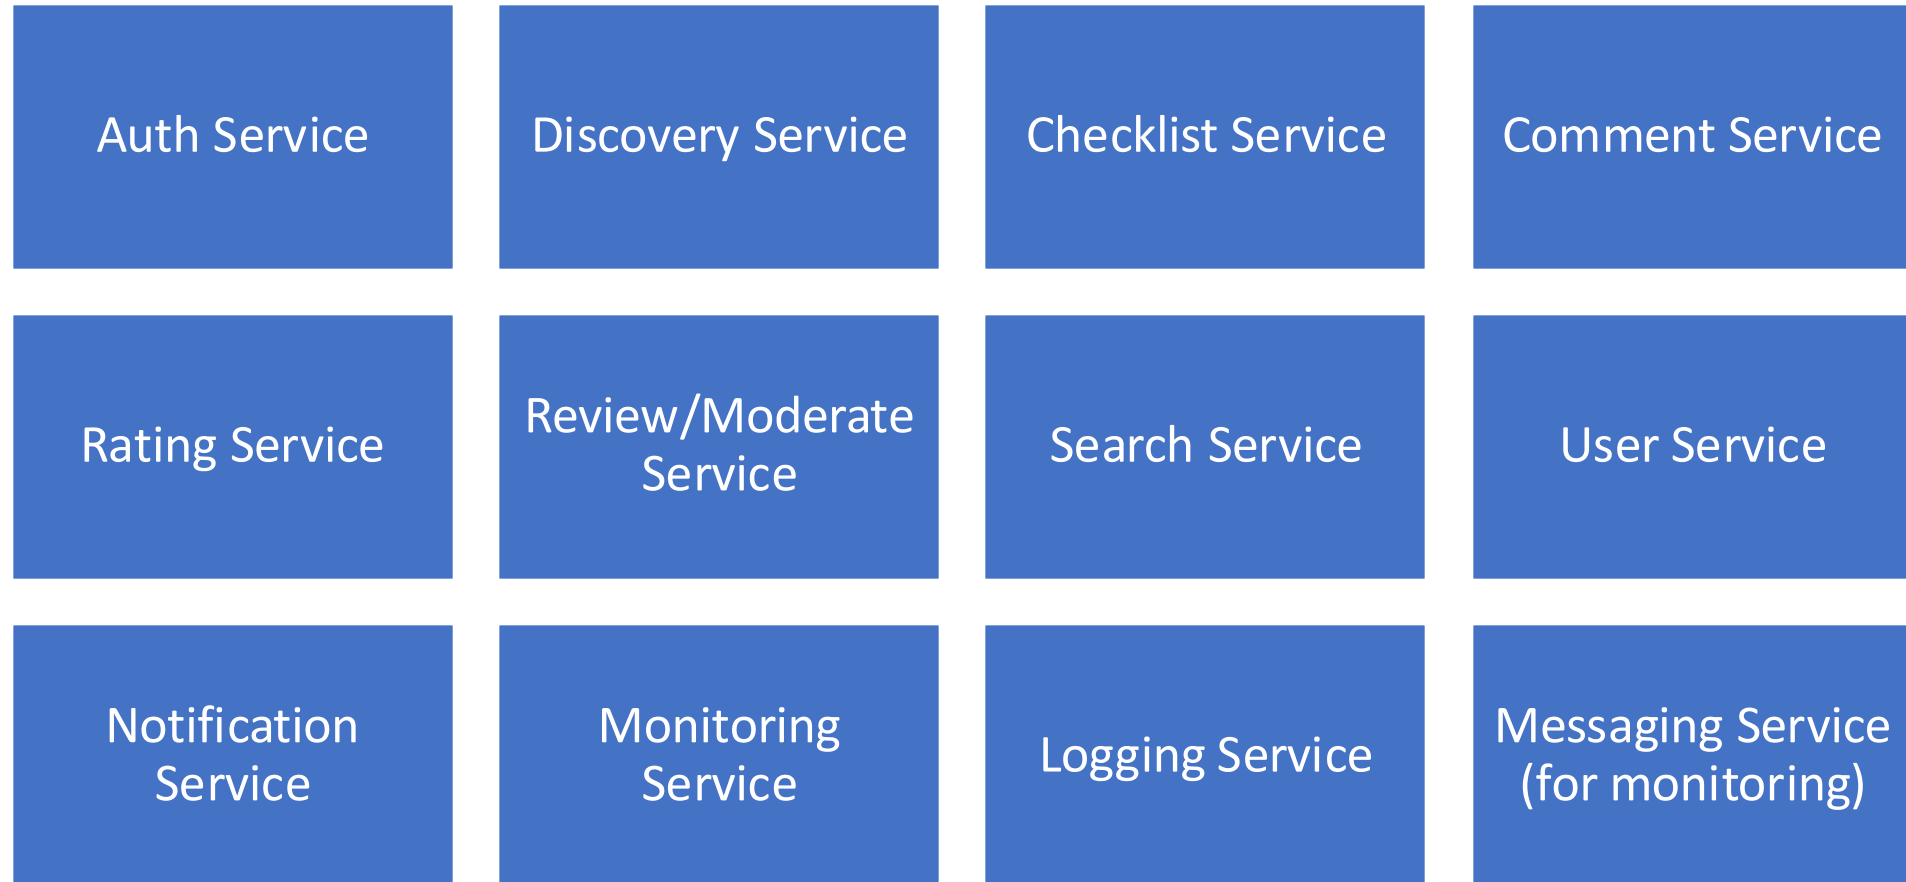 Auth Service
Discovery Service
Checklist Service
Comment Service
Rating Service
Review/Moderate
Service
Search Service
User Service
Notification
Service
Monitoring
Service
Logging Service
Messaging Service
(for monitoring)